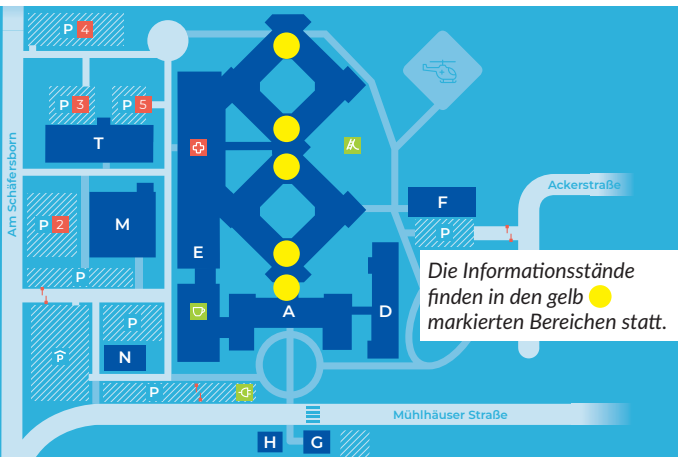 P 4
P 3
P 5
T
Am Schäfersborn
Ackerstraße
F
P 2
M
P
E
P
Die Informationsstände
finden in den gelb
markierten Bereichen statt.
A
D
P
P
N
P
Mühlhäuser Straße
H
G